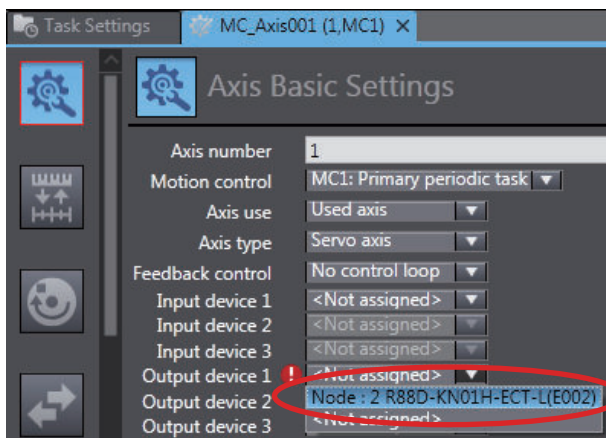 Task Settings
MC_Axis001 (1,MC1) ×
Axis Basic Settings
Axis number 1
Motion control MC1: Primary periodic task
Axis use Used axis
Axis type Servo axis
Feedback control No control loop
Input device 1 <Not assigned>
Input device 2 <Not assigned>
Input device 3 <Not assigned>
Output device 1 <Not assigned>
Output device 2 Node : 2 R88D-KN01H-ECT-L(E002)
Output device 3 <Not assigned>